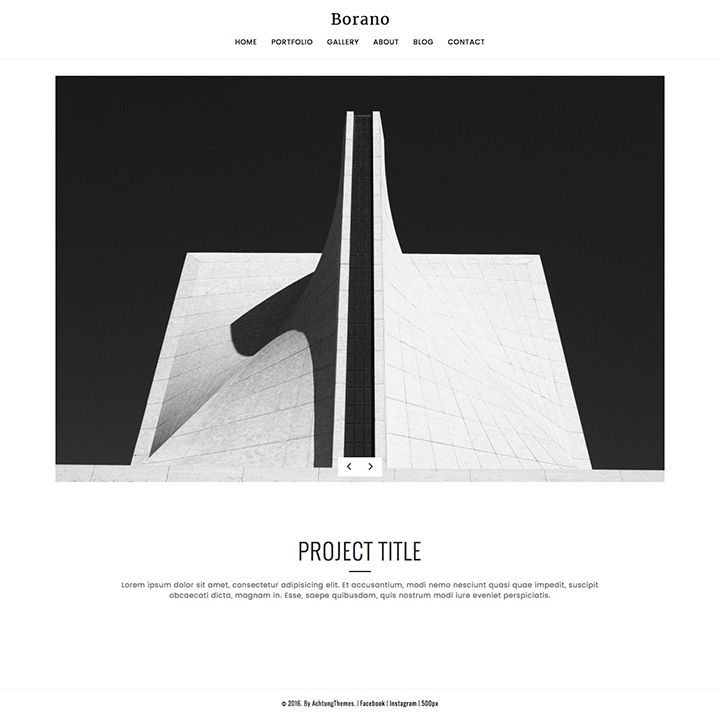 Borano
HOME PORTFOLIO GALLERY ABOUT BLOG CONTACT
PROJECT TITLE
Lorem ipsum dolor sit amet, consectetur adipisicing elit. Et accusantium, modi nemo nesciunt quasi quae impedit, suscipit
obcaecati dicta, magnam in. Esse, saepe quibusdam, quis nostrum modi iure eveniet perspiciatis.
© 2016. By AchtungThemes. | Facebook | Instagram | 500px